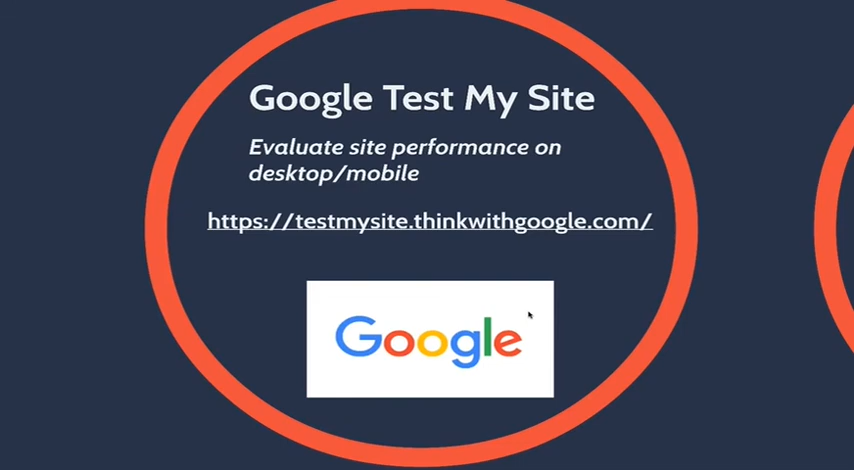 Google Test My Site
Evaluate site performance on
desktop/mobile
https://testmysite.thinkwithgoogle.com/
Google